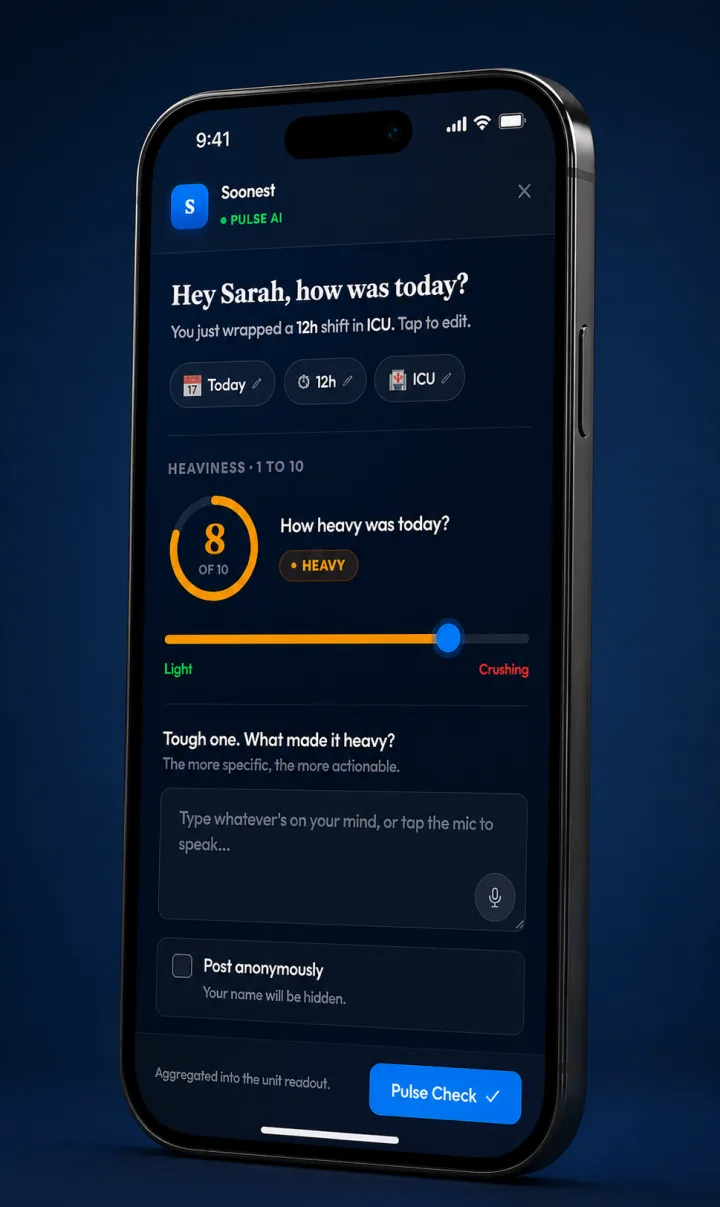 9:41
S
Soonest
• PULSE AI
Hey Sarah, how was today?
You just wrapped a 12h shift in ICU. Tap to edit.
17
Today
12h
ICU
HEAVINESS · 1 TO 10
8
OF 10
How heavy was today?
• HEAVY
Light
Crushing
Tough one. What made it heavy?
The more specific, the more actionable.
Type whatever's on your mind, or tap the mic to
speak...
Post anonymously
Your name will be hidden.
Aggregated into the unit readout.
Pulse Check ✓